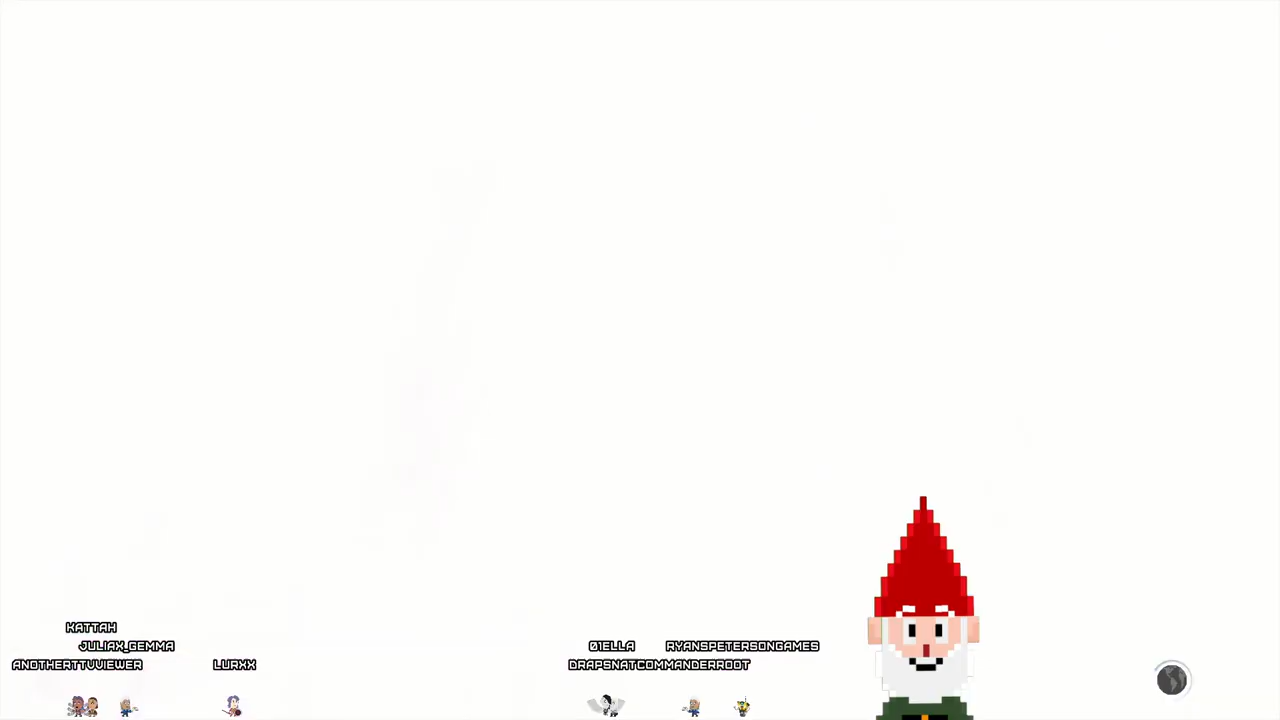 KATTAH
JULIAX_GEMMA
ANOTHERTTVVIEWER
LURXX
01ELLA
RYANSPETERSONGAMES
DRAPSNATCOMMANDERROOT